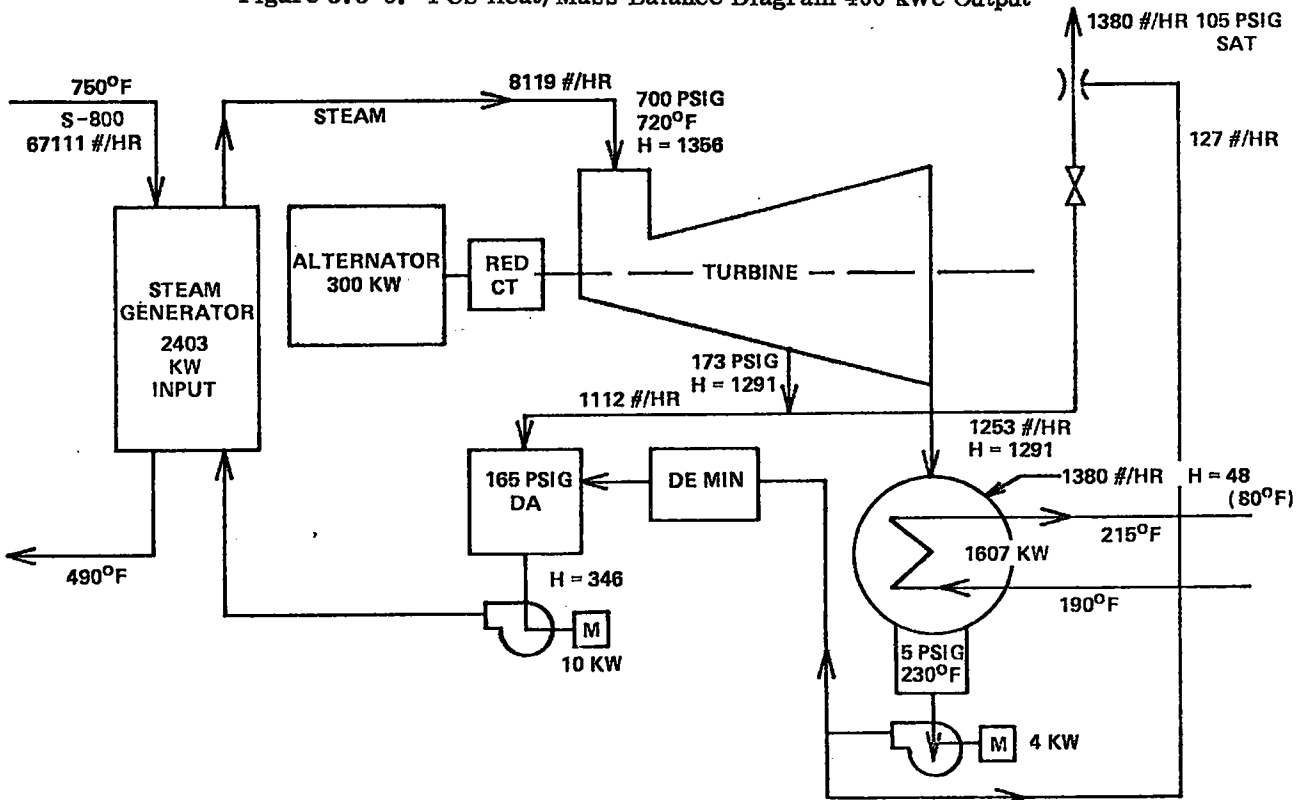 Figure 5.5-6. PCS Heat/Mass Balance Diagram 400 kWe Output
1380 #/HR 105 PSIG
SAT
750°F
S-800
67111 #/HR
STEAM
8119 #/HR
700 PSIG
720°F
H = 1356
127 #/HR
STEAM
GENERATOR
2403
KW
INPUT
ALTERNATOR
300 KW
RED
CT
TURBINE
173 PSIG
H = 1291
1112 #/HR
1253 #/HR
H = 1291
165 PSIG
DA
DE MIN
1380 #/HR H = 48
(80°F)
215°F
1607 KW
190°F
490°F
H = 346
M
10 KW
5 PSIG
230°F
M
4 KW